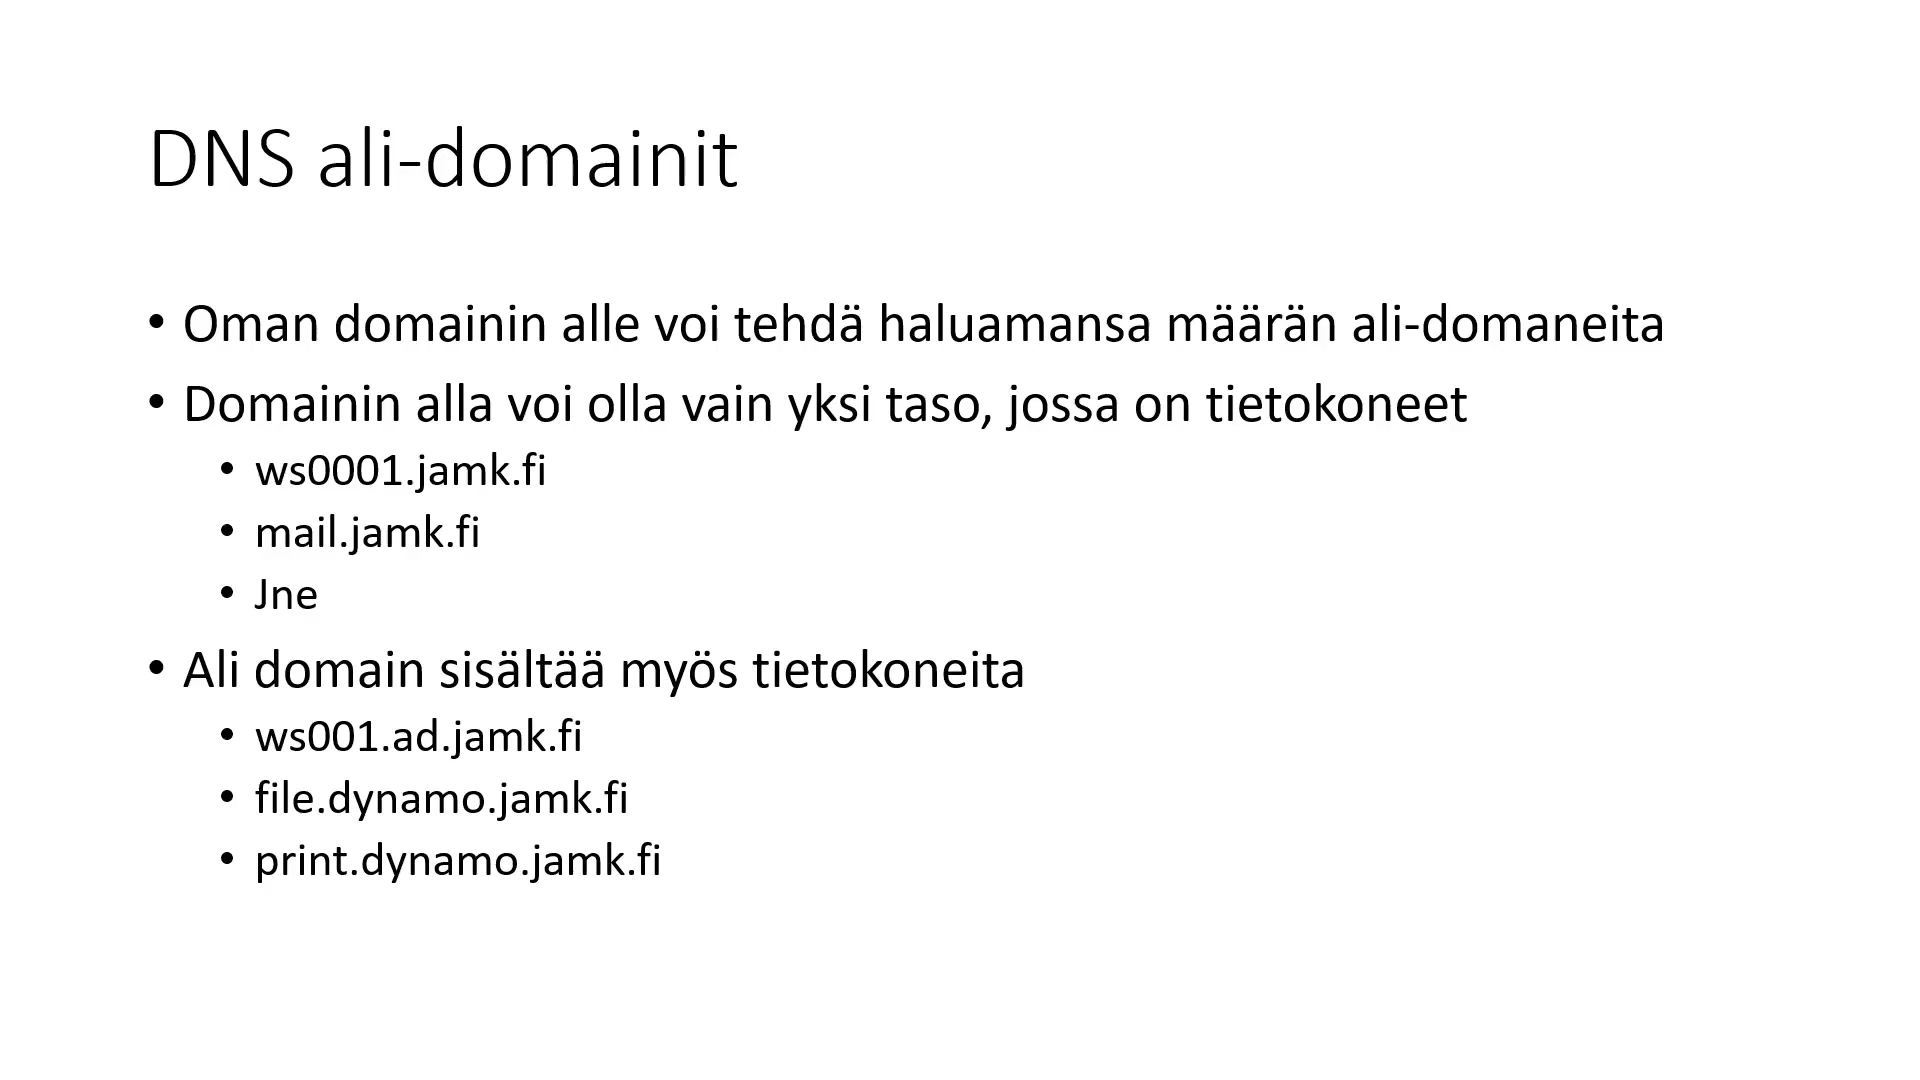 DNS ali-domainit
• Oman domainin alle voi tehdä haluamansa määrän ali-domaneita
• Domainin alla voi olla vain yksi taso, jossa on tietokoneet
• ws0001.jamk.fi
• mail.jamk.fi
• Jne
• Ali domain sisältää myös tietokoneita
• ws001.ad.jamk.fi
• file.dynamo.jamk.fi
• print.dynamo.jamk.fi